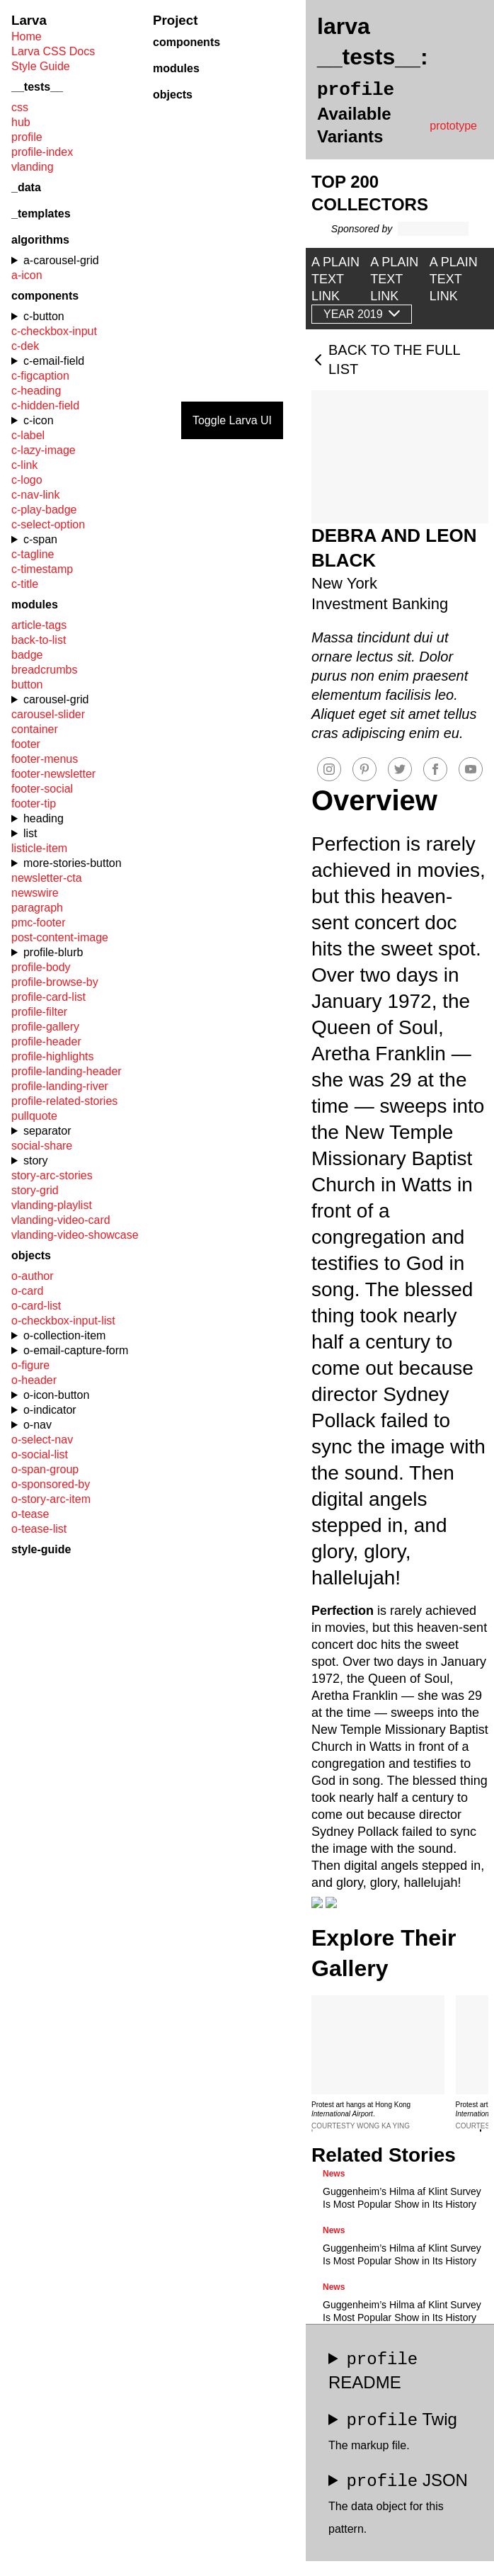 Larva
Home
Larva CSS Docs
Style Guide
__tests__
css
hub
profile
profile-index
vlanding
_data
_templates
algorithms
a-carousel-grid
a-icon
components
c-button
c-checkbox-input
c-dek
c-email-field
c-figcaption
c-heading
c-hidden-field
c-icon
c-label
c-lazy-image
c-link
c-logo
c-nav-link
c-play-badge
c-select-option
c-span
c-tagline
c-timestamp
c-title
modules
article-tags
back-to-list
badge
breadcrumbs
button
carousel-grid
carousel-slider
container
footer
footer-menus
footer-newsletter
footer-social
footer-tip
heading
list
listicle-item
more-stories-button
newsletter-cta
newswire
paragraph
pmc-footer
post-content-image
profile-blurb
profile-body
profile-browse-by
profile-card-list
profile-filter
profile-gallery
profile-header
profile-highlights
profile-landing-header
profile-landing-river
profile-related-stories
pullquote
separator
social-share
story
story-arc-stories
story-grid
vlanding-playlist
vlanding-video-card
vlanding-video-showcase
objects
o-author
o-card
o-card-list
o-checkbox-input-list
o-collection-item
o-email-capture-form
o-figure
o-header
o-icon-button
o-indicator
o-nav
o-select-nav
o-social-list
o-span-group
o-sponsored-by
o-story-arc-item
o-tease
o-tease-list
style-guide
Project
components
modules
objects
Toggle Larva UI
larva
__tests__:
profile
Available
Variants
prototype
TOP 200
COLLECTORS
Sponsored by
A PLAIN TEXT LINK
A PLAIN TEXT LINK
A PLAIN TEXT LINK
YEAR 2019
BACK TO THE FULL
LIST
DEBRA AND LEON
BLACK
New York
Investment Banking
Massa tincidunt dui ut
ornare lectus sit. Dolor
purus non enim praesent
elementum facilisis leo.
Aliquet eget sit amet tellus
cras adipiscing enim eu.
Overview
Perfection is rarely
achieved in movies,
but this heaven-
sent concert doc
hits the sweet spot.
Over two days in
January 1972, the
Queen of Soul,
Aretha Franklin —
she was 29 at the
time — sweeps into
the New Temple
Missionary Baptist
Church in Watts in
front of a
congregation and
testifies to God in
song. The blessed
thing took nearly
half a century to
come out because
director Sydney
Pollack failed to
sync the image with
the sound. Then
digital angels
stepped in, and
glory, glory,
hallelujah!
Perfection is rarely achieved
in movies, but this heaven-sent
concert doc hits the sweet
spot. Over two days in January
1972, the Queen of Soul,
Aretha Franklin — she was 29
at the time — sweeps into the
New Temple Missionary Baptist
Church in Watts in front of a
congregation and testifies to
God in song. The blessed thing
took nearly half a century to
come out because director
Sydney Pollack failed to sync
the image with the sound.
Then digital angels stepped in,
and glory, glory, hallelujah!
Explore Their
Gallery
Protest art hangs at Hong Kong
International Airport.
COURTESTY WONG KA YING
Protest art
Internation
COURTES
Related Stories
News
Guggenheim's Hilma af Klint Survey
Is Most Popular Show in Its History
News
Guggenheim's Hilma af Klint Survey
Is Most Popular Show in Its History
News
Guggenheim's Hilma af Klint Survey
Is Most Popular Show in Its History
profile
README
profile Twig
The markup file.
profile JSON
The data object for this
pattern.